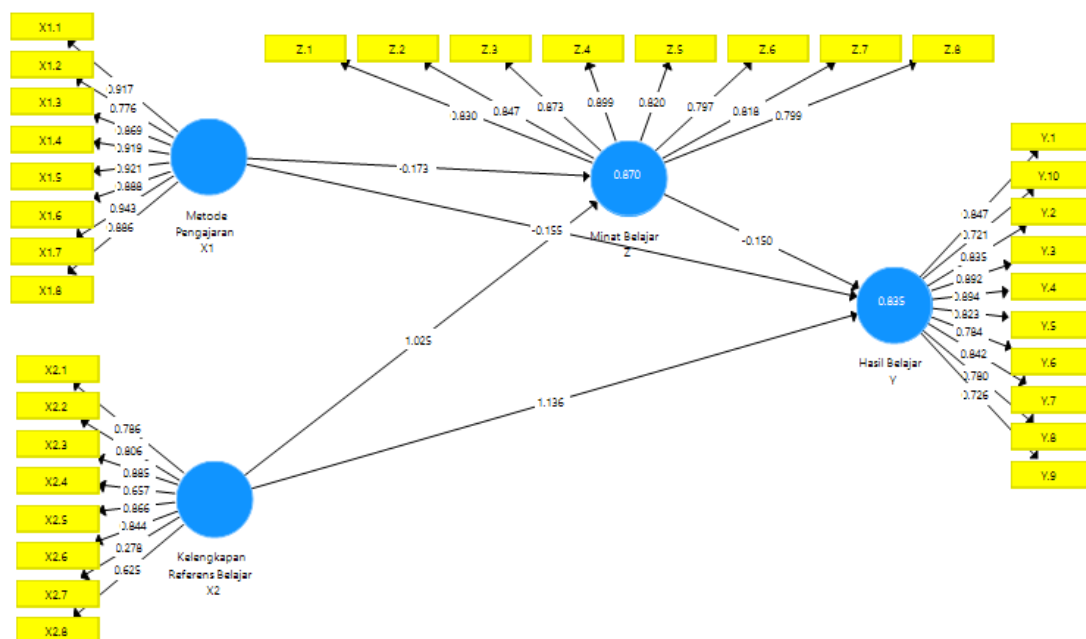 X1.1
X1.2
X1.3
X1.4
X1.5
X1.6
X1.7
X1.8
0.917
0.776
0.869
0.919
0.921
0.888
0.943
0.886
Metode
Pengajaran
X1
Z.1
Z.2
Z.3
Z.4
Z.5
Z.6
Z.7
Z.8
0.830
0.847
0.873
0.899
0.820
0.797
0.818
0.799
0.870
Minat Belajar
Z
-0.173
-0.155
-0.150
1.025
1.136
Y.1
Y.10
Y.2
Y.3
Y.4
Y.5
Y.6
Y.7
Y.8
Y.9
0.847
0.721
0.835
0.892
0.894
0.823
0.784
0.842
0.780
0.726
0.835
Hasil Belajar
Y
X2.1
X2.2
X2.3
X2.4
X2.5
X2.6
X2.7
X2.8
0.786
0.806
0.885
0.657
0.866
0.844
0.278
0.625
Kelengkapan
Referens Belajar
X2